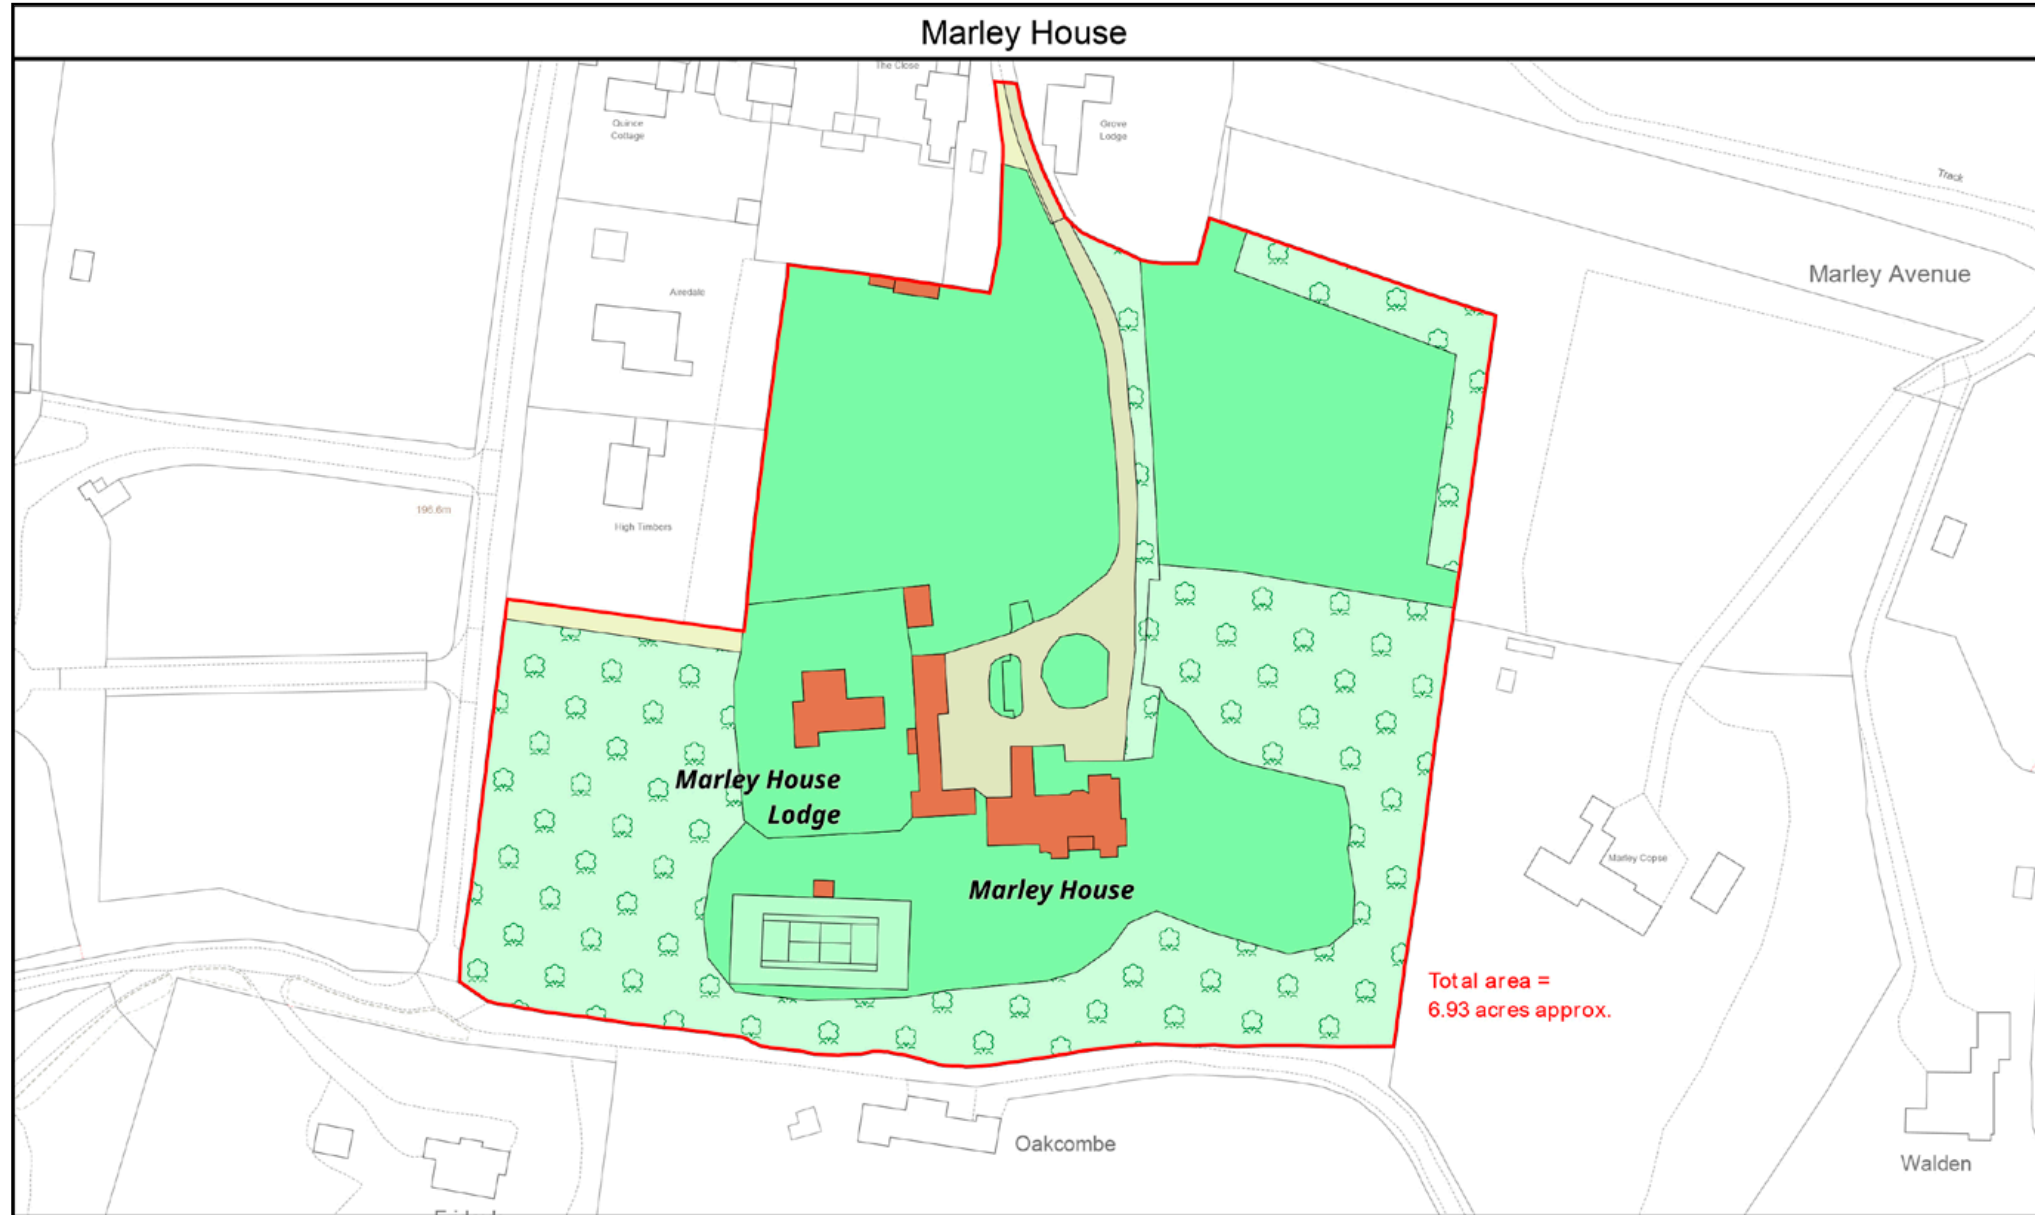 Marley House
The Close
Quince
Cottage
Grove
Lodge
Track
Marley Avenue
Airedale
196.6m
High Timbers
Marley House
Lodge
Marley House
Marley Copse
Total area =
6.93 acres approx.
Oakcombe
Walden